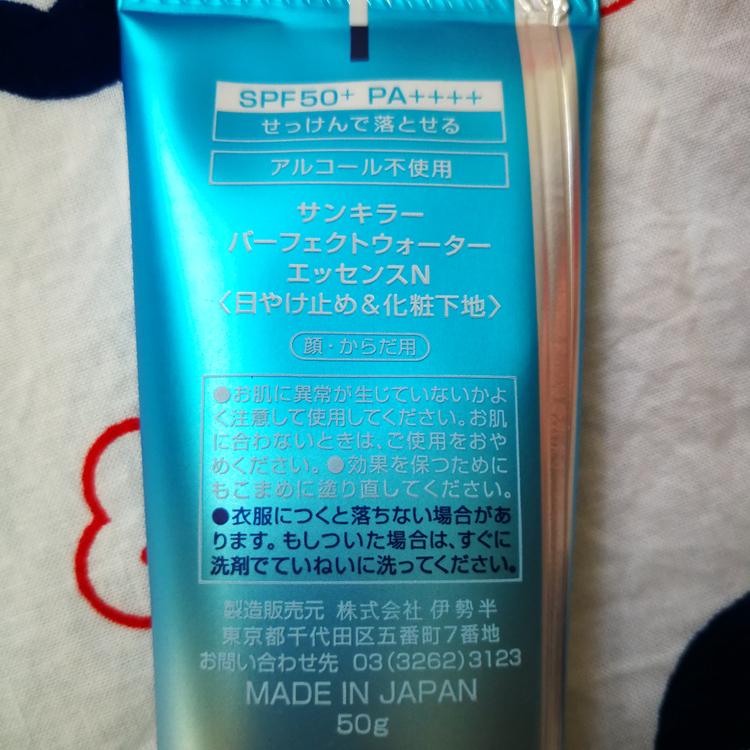 SPF50+ PA++++
せっけんで落とせる
アルコール不使用
サンキラー
パーフェクトウォーター
エッセンスN
〈日やけ止め&化粧下地〉
顔・からだ用
●お肌に異常が生じていないかよ
く注意して使用してください。お肌
に合わないときは、ご使用をおや
めください。●効果を保つために
もこまめに塗り直してください。
●衣服につくと落ちない場合があ
ります。もしついた場合は、すぐに
洗剤でていねいに洗ってください。
製造販売元 株式会社 伊勢半
東京都千代田区五番町7番地
お問い合わせ先 03(3262)3123
MADE IN JAPAN
50g